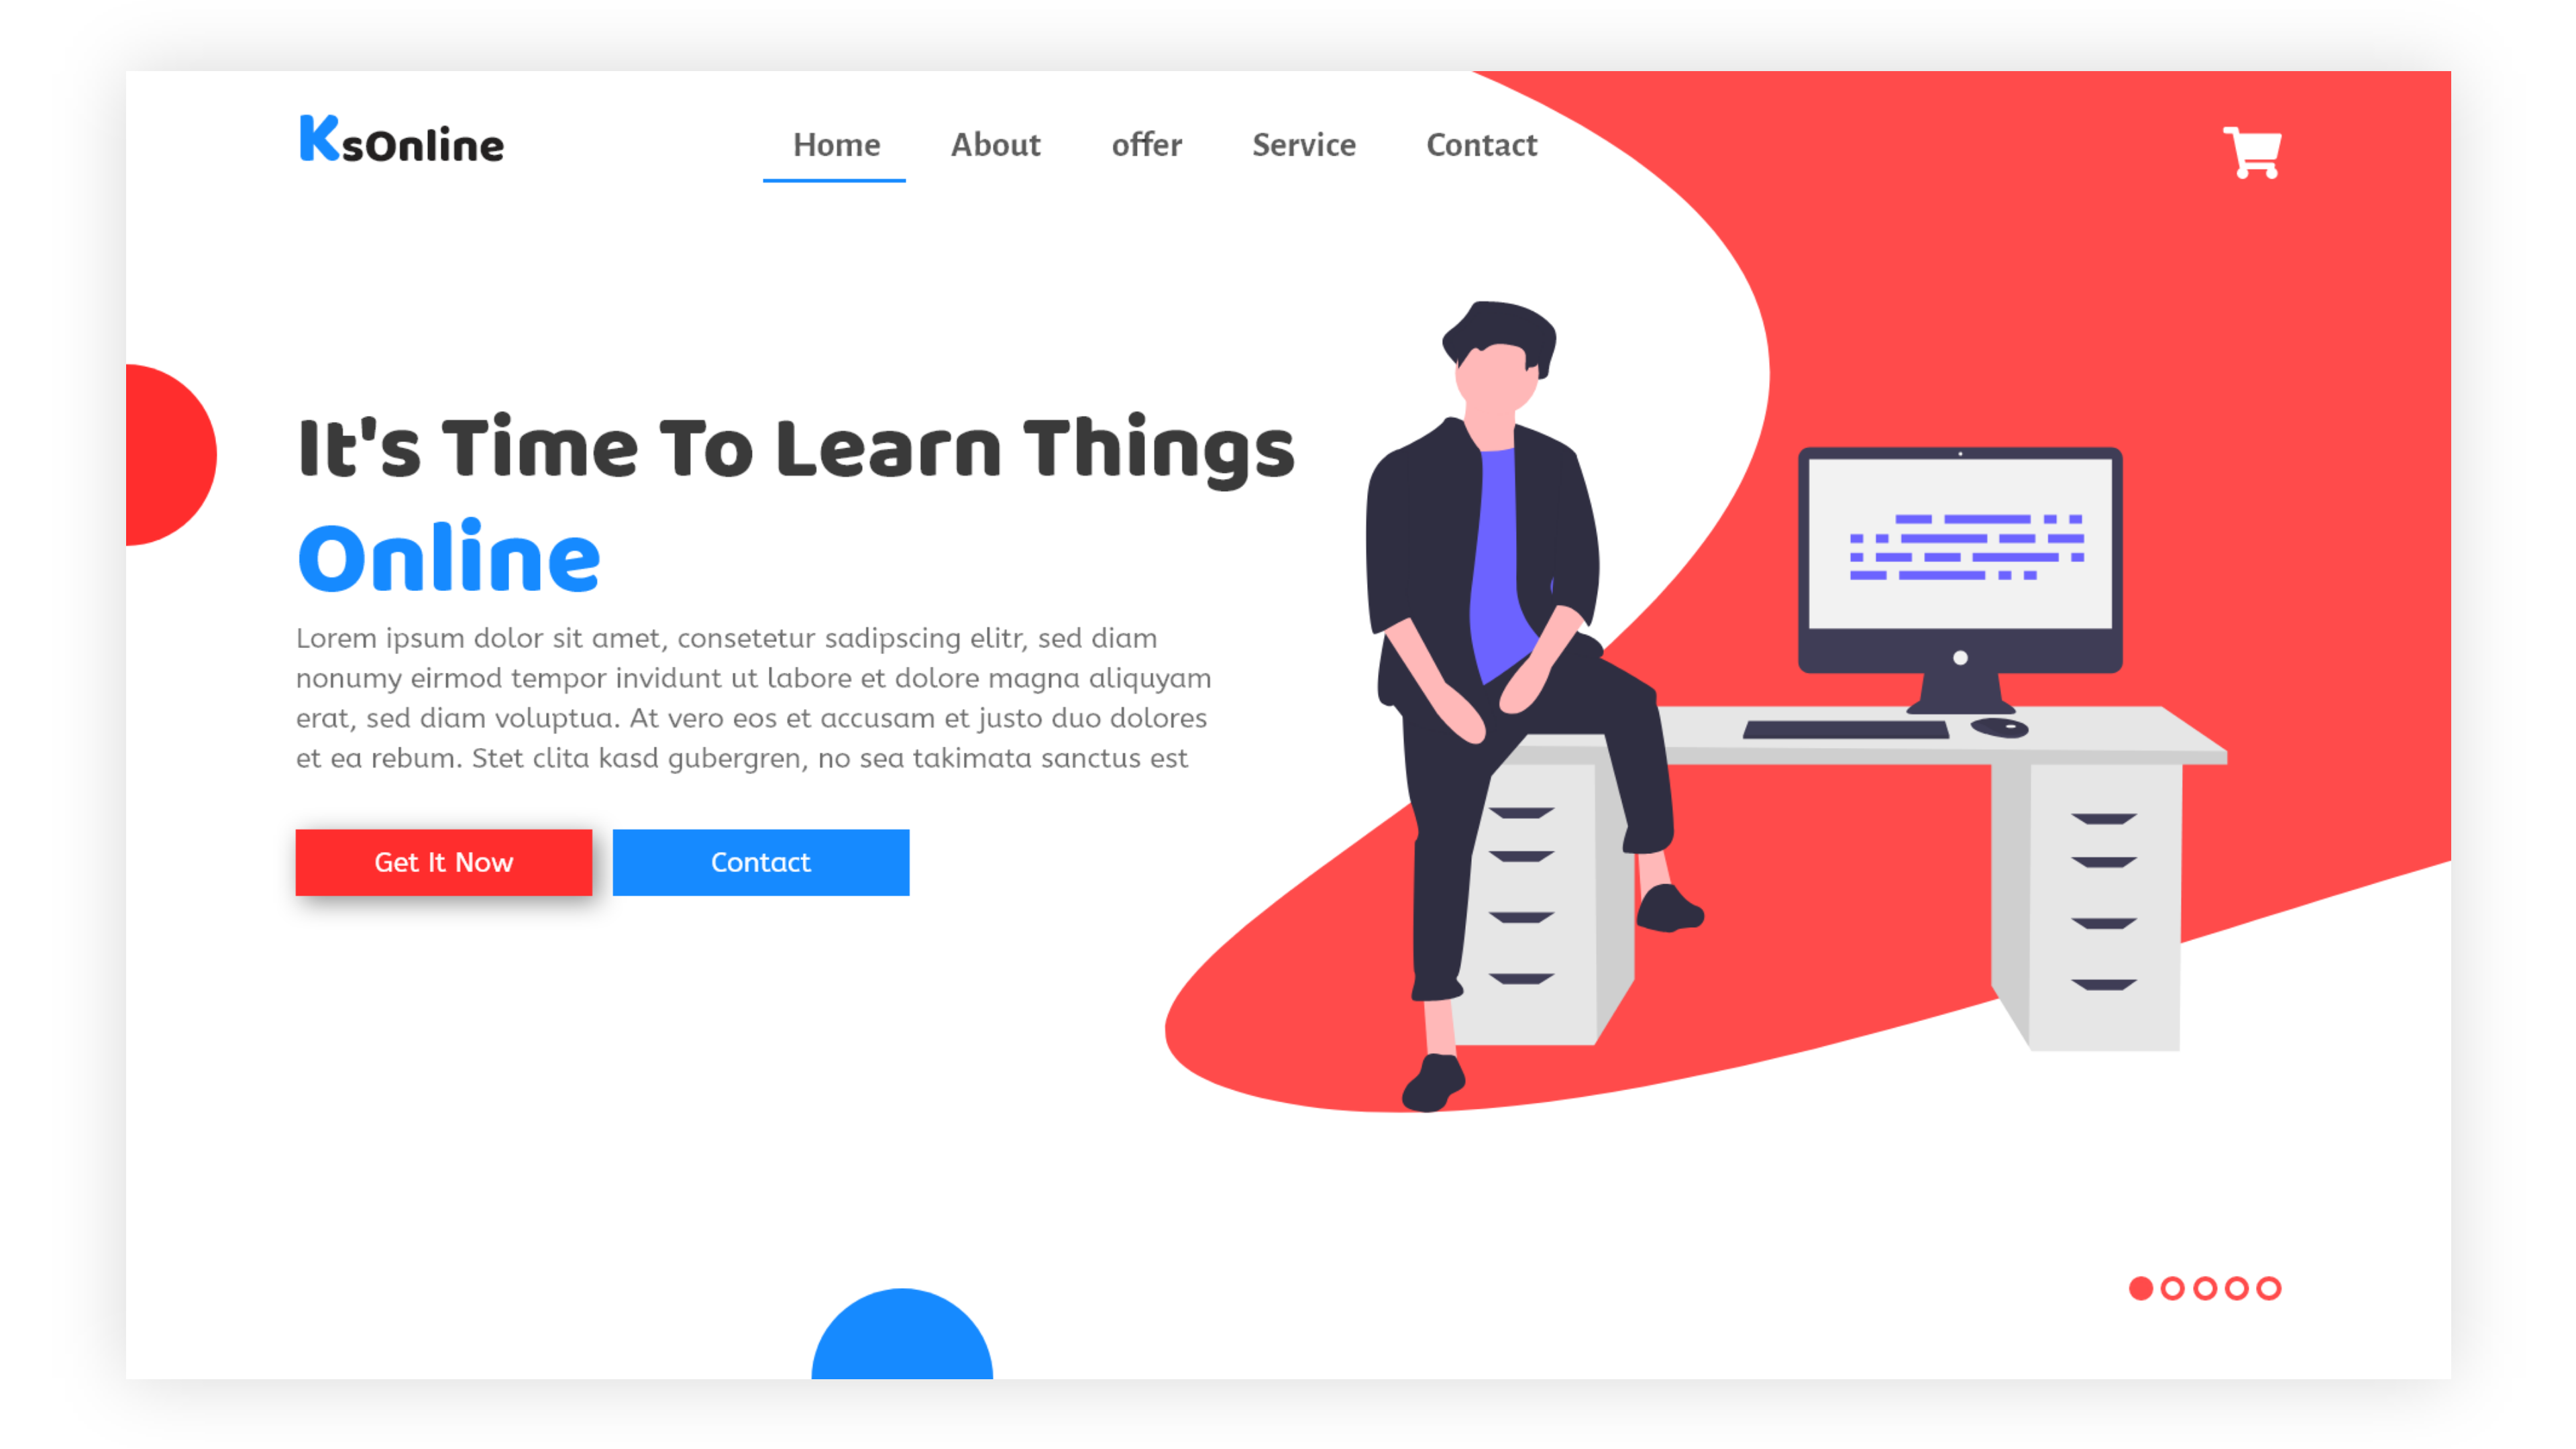 KsOnline
Home About offer Service Contact
It's Time To Learn Things
Online
Lorem ipsum dolor sit amet, consetetur sadipscing elitr, sed diam
nonumy eirmod tempor invidunt ut labore et dolore magna aliquyam
erat, sed diam voluptua. At vero eos et accusam et justo duo dolores
et ea rebum. Stet clita kasd gubergren, no sea takimata sanctus est
Get It Now Contact